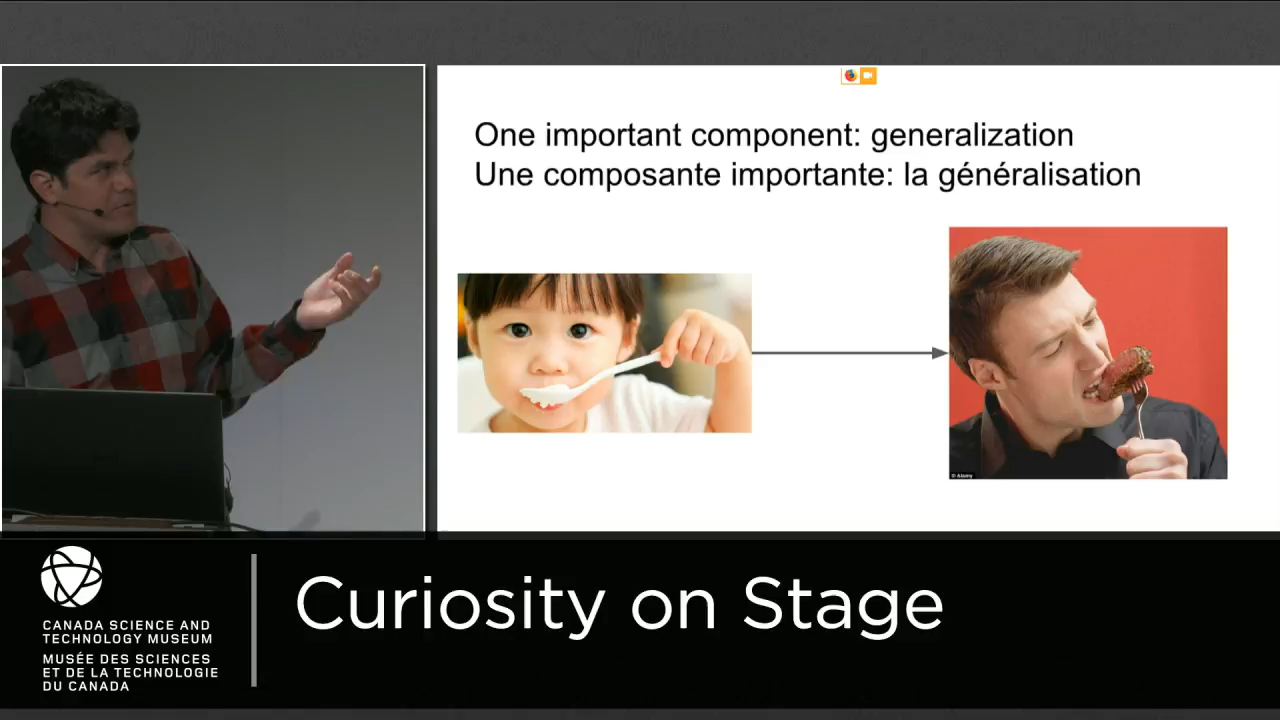 One important component: generalization
Une composante importante: la généralisation
© Alamy
Curiosity on Stage
CANADA SCIENCE AND
TECHNOLOGY MUSEUM
MUSÉE DES SCIENCES
ET DE LA TECHNOLOGIE
DU CANADA